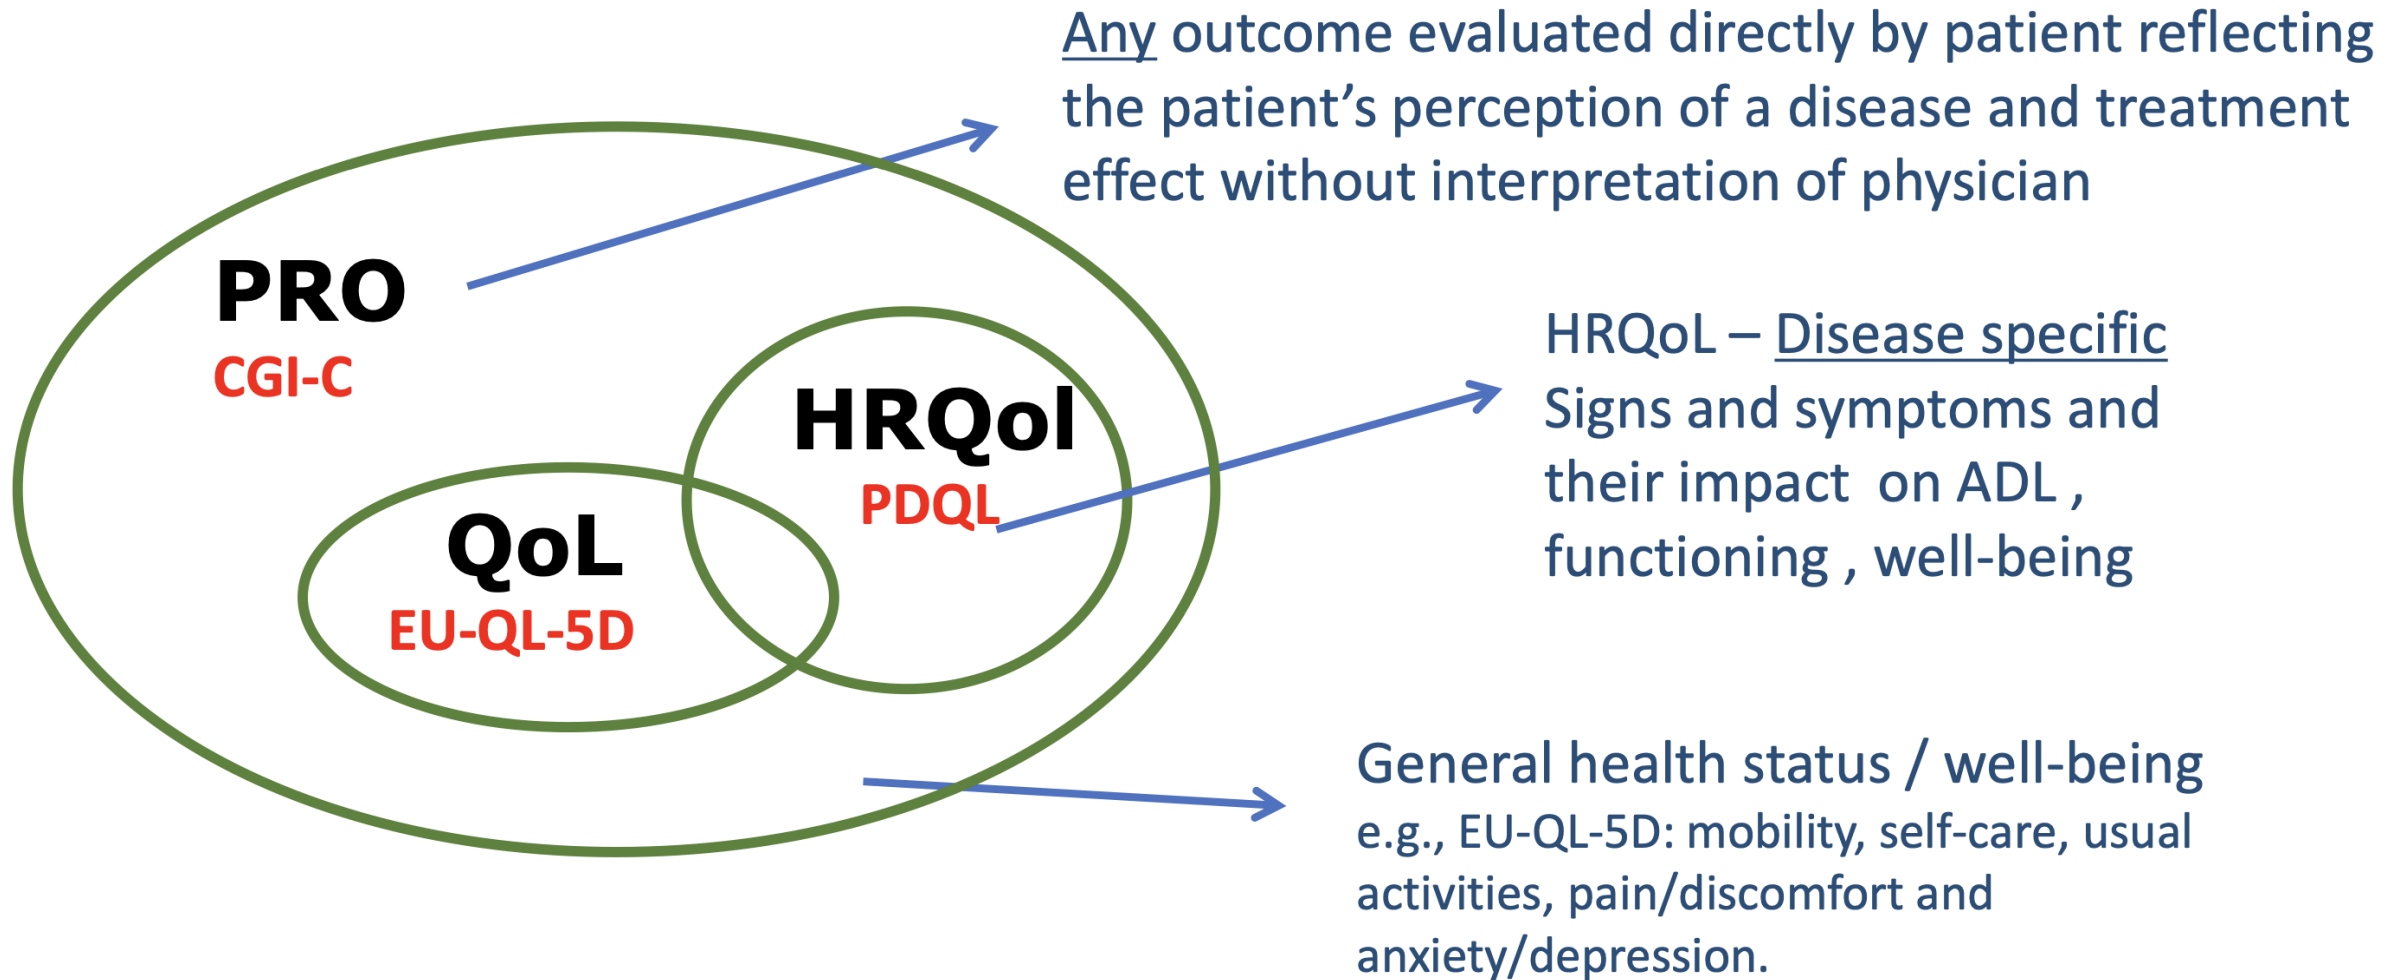 Any outcome evaluated directly by patient reflecting
the patient’s perception of a disease and treatment
effect without interpretation of physician
PRO
CGI-C
HRQol
PDQL
QoL
EU-QL-5D
HRQoL – Disease specific
Signs and symptoms and
their impact  on ADL ,
functioning , well-being
General health status / well-being
e.g., EU-QL-5D: mobility, self-care, usual
activities, pain/discomfort and
anxiety/depression.